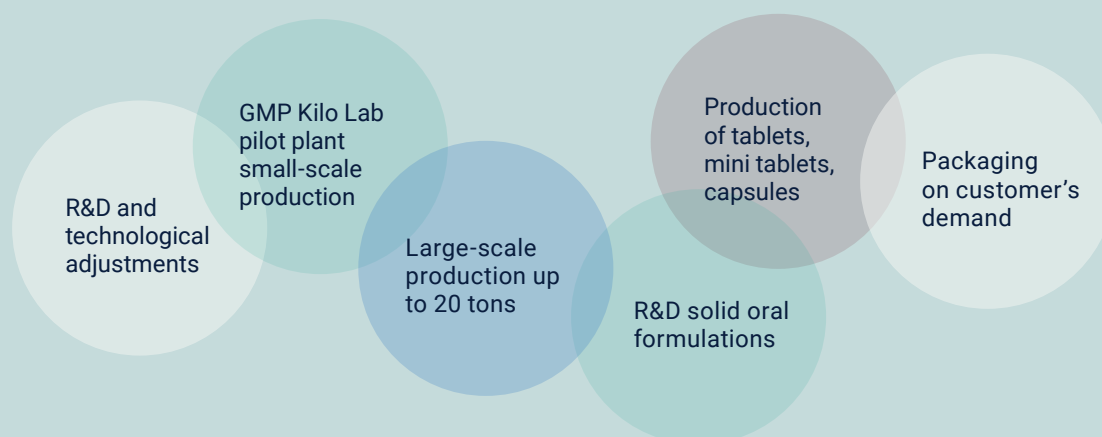 R&D and
technological
adjustments
GMP Kilo Lab
pilot plant
small-scale
production
Large-scale
production up
to 20 tons
R&D solid oral
formulations
Production
of tablets,
mini tablets,
capsules
Packaging
on customer’s
demand